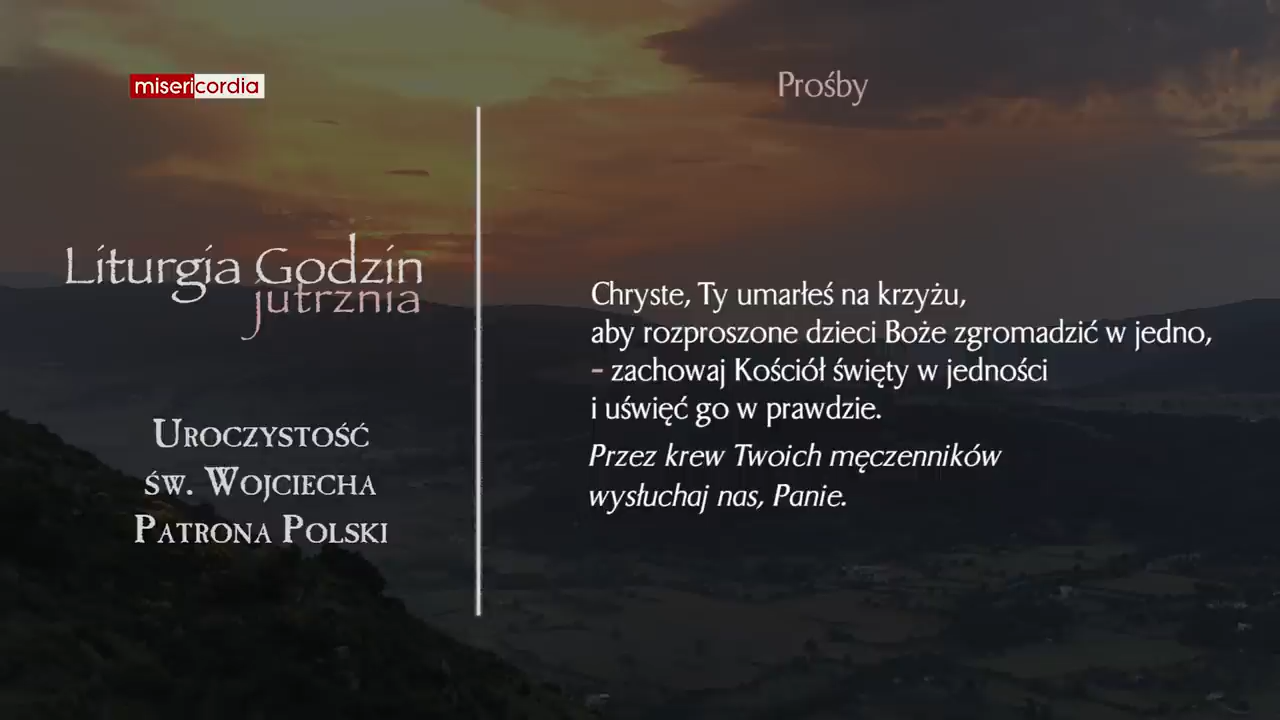 misericordia
Prośby
Liturgia Godzin
jutrznia
Uroczystość
św. Wojciecha
Patrona Polski
Chryste, Ty umarłeś na krzyżu,
aby rozproszone dzieci Boże zgromadzić w jedno,
- zachowaj Kościół święty w jedności
i uświęć go w prawdzie.
Przez krew Twoich męczenników
wysłuchaj nas, Panie.